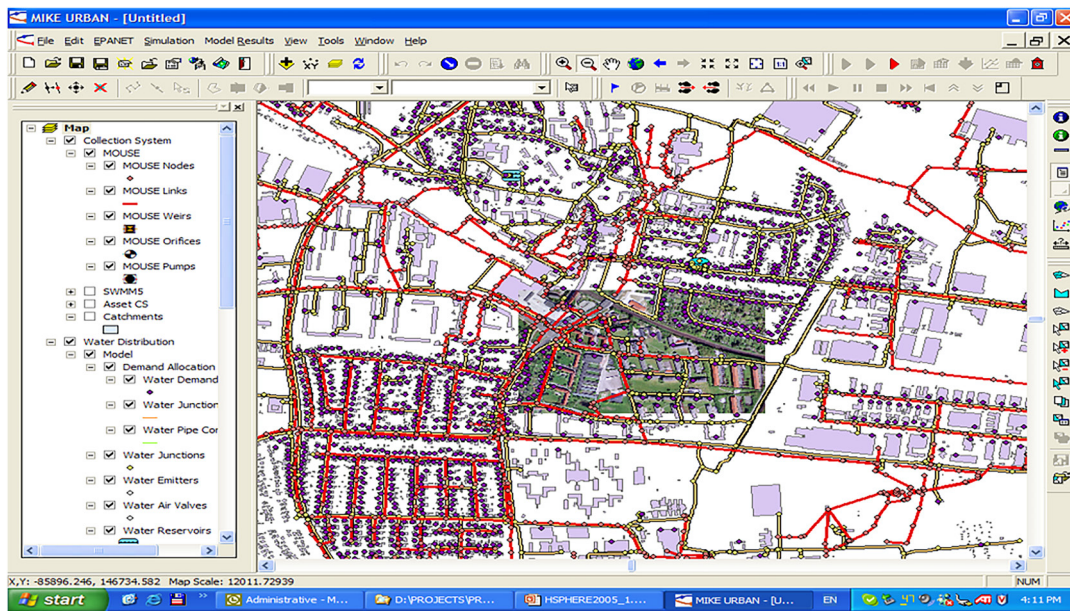 MIKE URBAN - [Untitled]
File Edit EPANET Simulation Model Results View Tools Window Help
1:1
Map
Collection System
MOUSE
MOUSE Nodes
MOUSE Links
MOUSE Weirs
MOUSE Orifices
MOUSE Pumps
SWMM5
Asset CS
Catchments
Water Distribution
Model
Demand Allocation
Water Demand
Water Junction
Water Pipe Cor
Water Junctions
Water Emitters
Water Air Valves
Water Reservoirs
X,Y: -85896.246, 146734.582 Map Scale: 12011.72939
NUM
start
Administrative - M...
D:\PROJECTS\PR...
HSPHERE2005_1....
MIKE URBAN - [U...
EN
4:11 PM